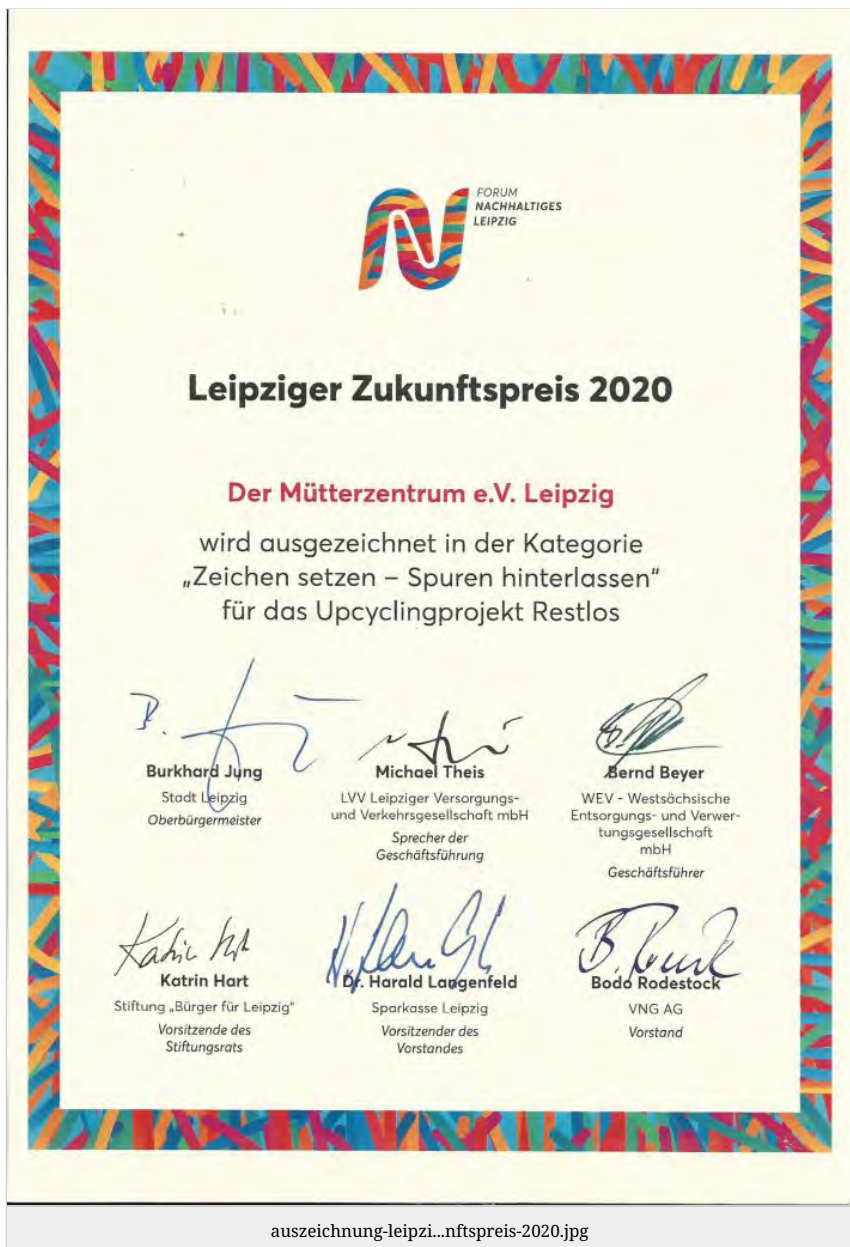 FORUM
NACHHALTIGES
LEIPZIG
Leipziger Zukunftspreis 2020
Der Mütterzentrum e.V. Leipzig
wird ausgezeichnet in der Kategorie
„Zeichen setzen – Spuren hinterlassen“
für das Upcyclingprojekt Restlos
Burkhard Jung
Stadt Leipzig
Oberbürgermeister
Michael Theis
LVV Leipziger Versorgungs-
und Verkehrsgesellschaft mbH
Sprecher der
Geschäftsführung
Bernd Beyer
WEV - Westsächsische
Entsorgungs- und Verwer-
tungsgesellschaft
mbH
Geschäftsführer
Katrin Hart
Katrin Hart
Stiftung „Bürger für Leipzig“
Vorsitzende des
Stiftungsrats
Dr. Harald Langenfeld
Sparkasse Leipzig
Vorsitzender des
Vorstandes
Bodo Rodestock
VNG AG
Vorstand
auszeichnung-leipzi...nftspreis-2020.jpg